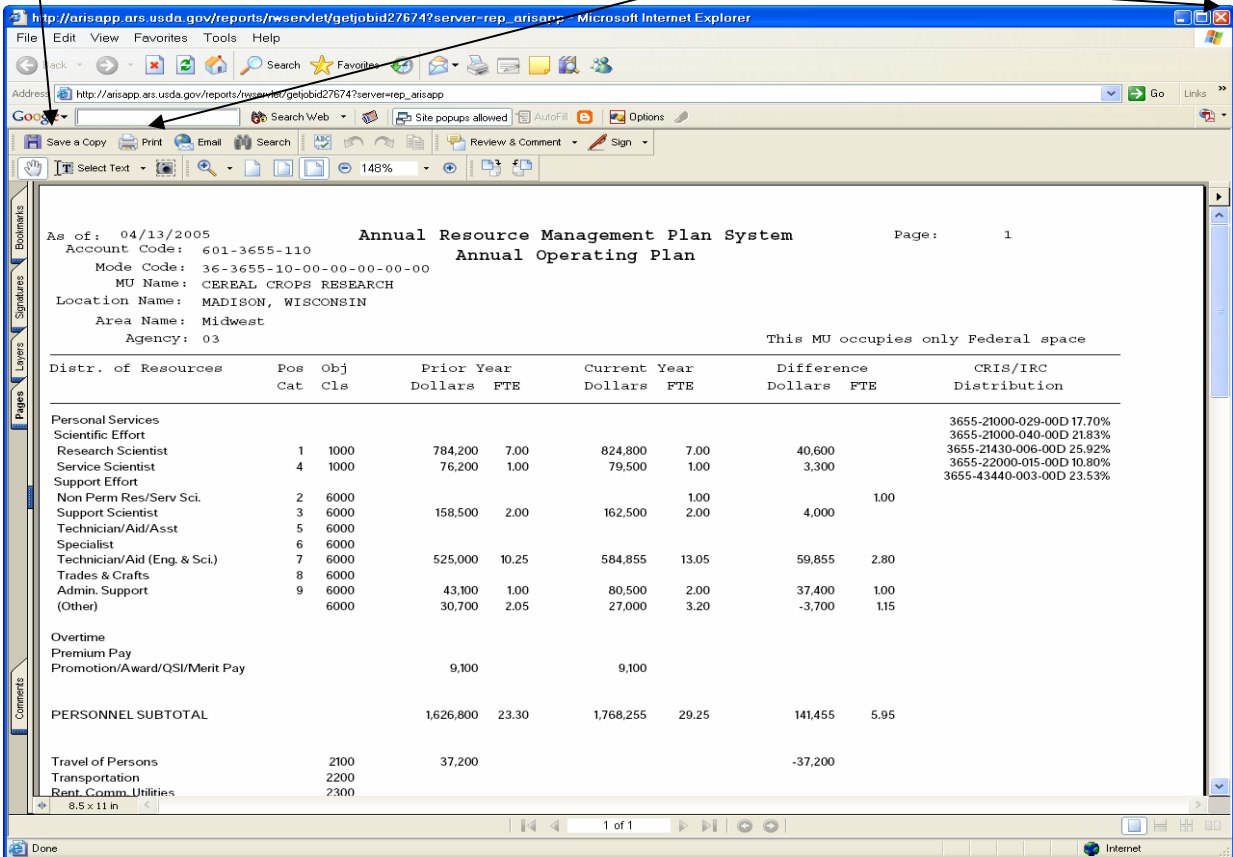 http://arisapp.ars.usda.gov/reports/rwservlet/getjobid27674?server=rep_arisapp - Microsoft Internet Explorer
File Edit View Favorites Tools Help
Back Search Favorites
Address http://arisapp.ars.usda.gov/reports/rwservlet/getjobid27674?server=rep_arisapp Go Links »
Google Search Web Site popups allowed AutoFill Options
Save a Copy Print Email Search Review & Comment Sign
Select Text 148%
Bookmarks
Signatures
Layers
Pages
Comments
As of: 04/13/2005 Annual Resource Management Plan System Page: 1
Account Code: 601-3655-110 Annual Operating Plan
Mode Code: 36-3655-10-00-00-00-00-00
MU Name: CEREAL CROPS RESEARCH
Location Name: MADISON, WISCONSIN
Area Name: Midwest
Agency: 03 This MU occupies only Federal space
Distr. of Resources Pos Obj Prior Year Current Year Difference CRIS/IRC
Cat Cls Dollars FTE Dollars FTE Dollars FTE Distribution
Personal Services 3655-21000-029-00D 17.70%
Scientific Effort 3655-21000-040-00D 21.83%
Research Scientist 1 1000 784,200 7.00 824,800 7.00 40,600 3655-21430-006-00D 25.92%
Service Scientist 4 1000 76,200 1.00 79,500 1.00 3,300 3655-22000-015-00D 10.80%
Support Effort 3655-43440-003-00D 23.53%
Non Perm Res/Serv Sci. 2 6000 1.00 1.00
Support Scientist 3 6000 158,500 2.00 162,500 2.00 4,000
Technician/Aid/Asst 5 6000
Specialist 6 6000
Technician/Aid (Eng. & Sci.) 7 6000 525,000 10.25 584,855 13.05 59,855 2.80
Trades & Crafts 8 6000
Admin. Support 9 6000 43,100 1.00 80,500 2.00 37,400 1.00
(Other) 6000 30,700 2.05 27,000 3.20 -3,700 1.15
Overtime
Premium Pay
Promotion/Award/QSI/Merit Pay 9,100 9,100
PERSONNEL SUBTOTAL 1,626,800 23.30 1,768,255 29.25 141,455 5.95
Travel of Persons 2100 37,200 -37,200
Transportation 2200
Rent. Comm. Utilities 2300
8.5 x 11 in
1 of 1
Done Internet